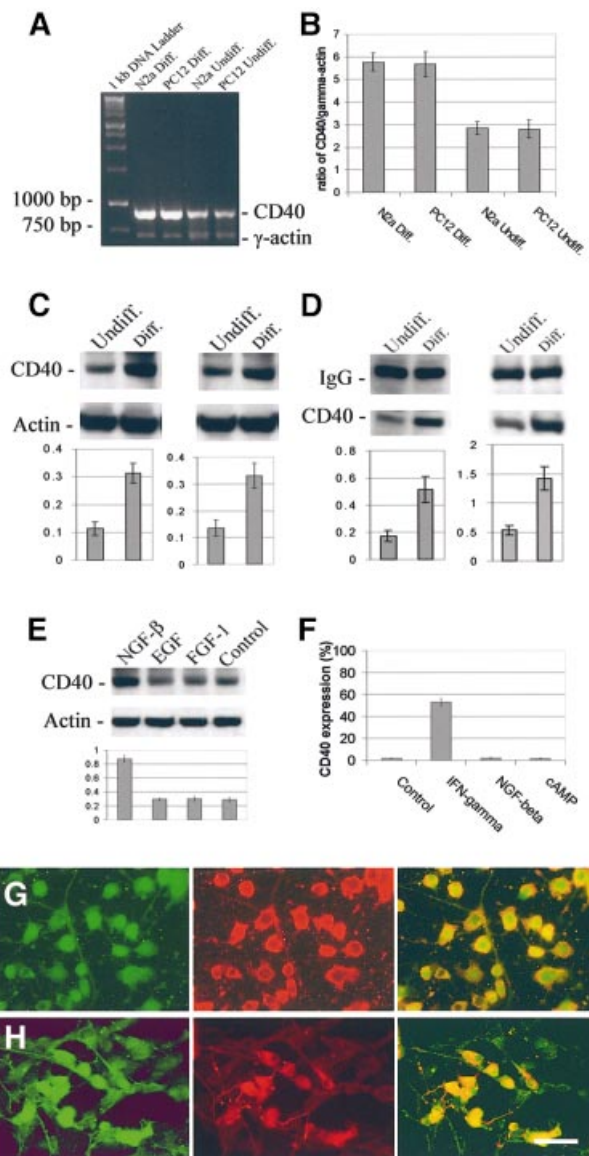 A
1 kb DNA Ladder
N2a Diff.
PC12 Diff.
N2a Undiff.
PC12 Undiff.
1000 bp -
750 bp -
- CD40
- γ-actin
B
ratio of CD40/gamma-actin
7
6
5
4
3
2
1
0
N2a Diff.
PC12 Diff.
N2a Undiff.
PC12 Undiff.
C
Undiff.
Diff.
Undiff.
Diff.
CD40 -
Actin -
0.4
0.3
0.2
0.1
0
0.4
0.3
0.2
0.1
0
D
Undiff.
Diff.
Undiff.
Diff.
IgG -
CD40 -
0.8
0.6
0.4
0.2
0
2
1.5
1
0.5
0
E
NGF-β
EGF
FGF-1
Control
CD40 -
Actin -
1
0.8
0.6
0.4
0.2
0
F
CD40 expression (%)
100
80
60
40
20
0
Control
IFN-gamma
NGF-beta
cAMP
G
H